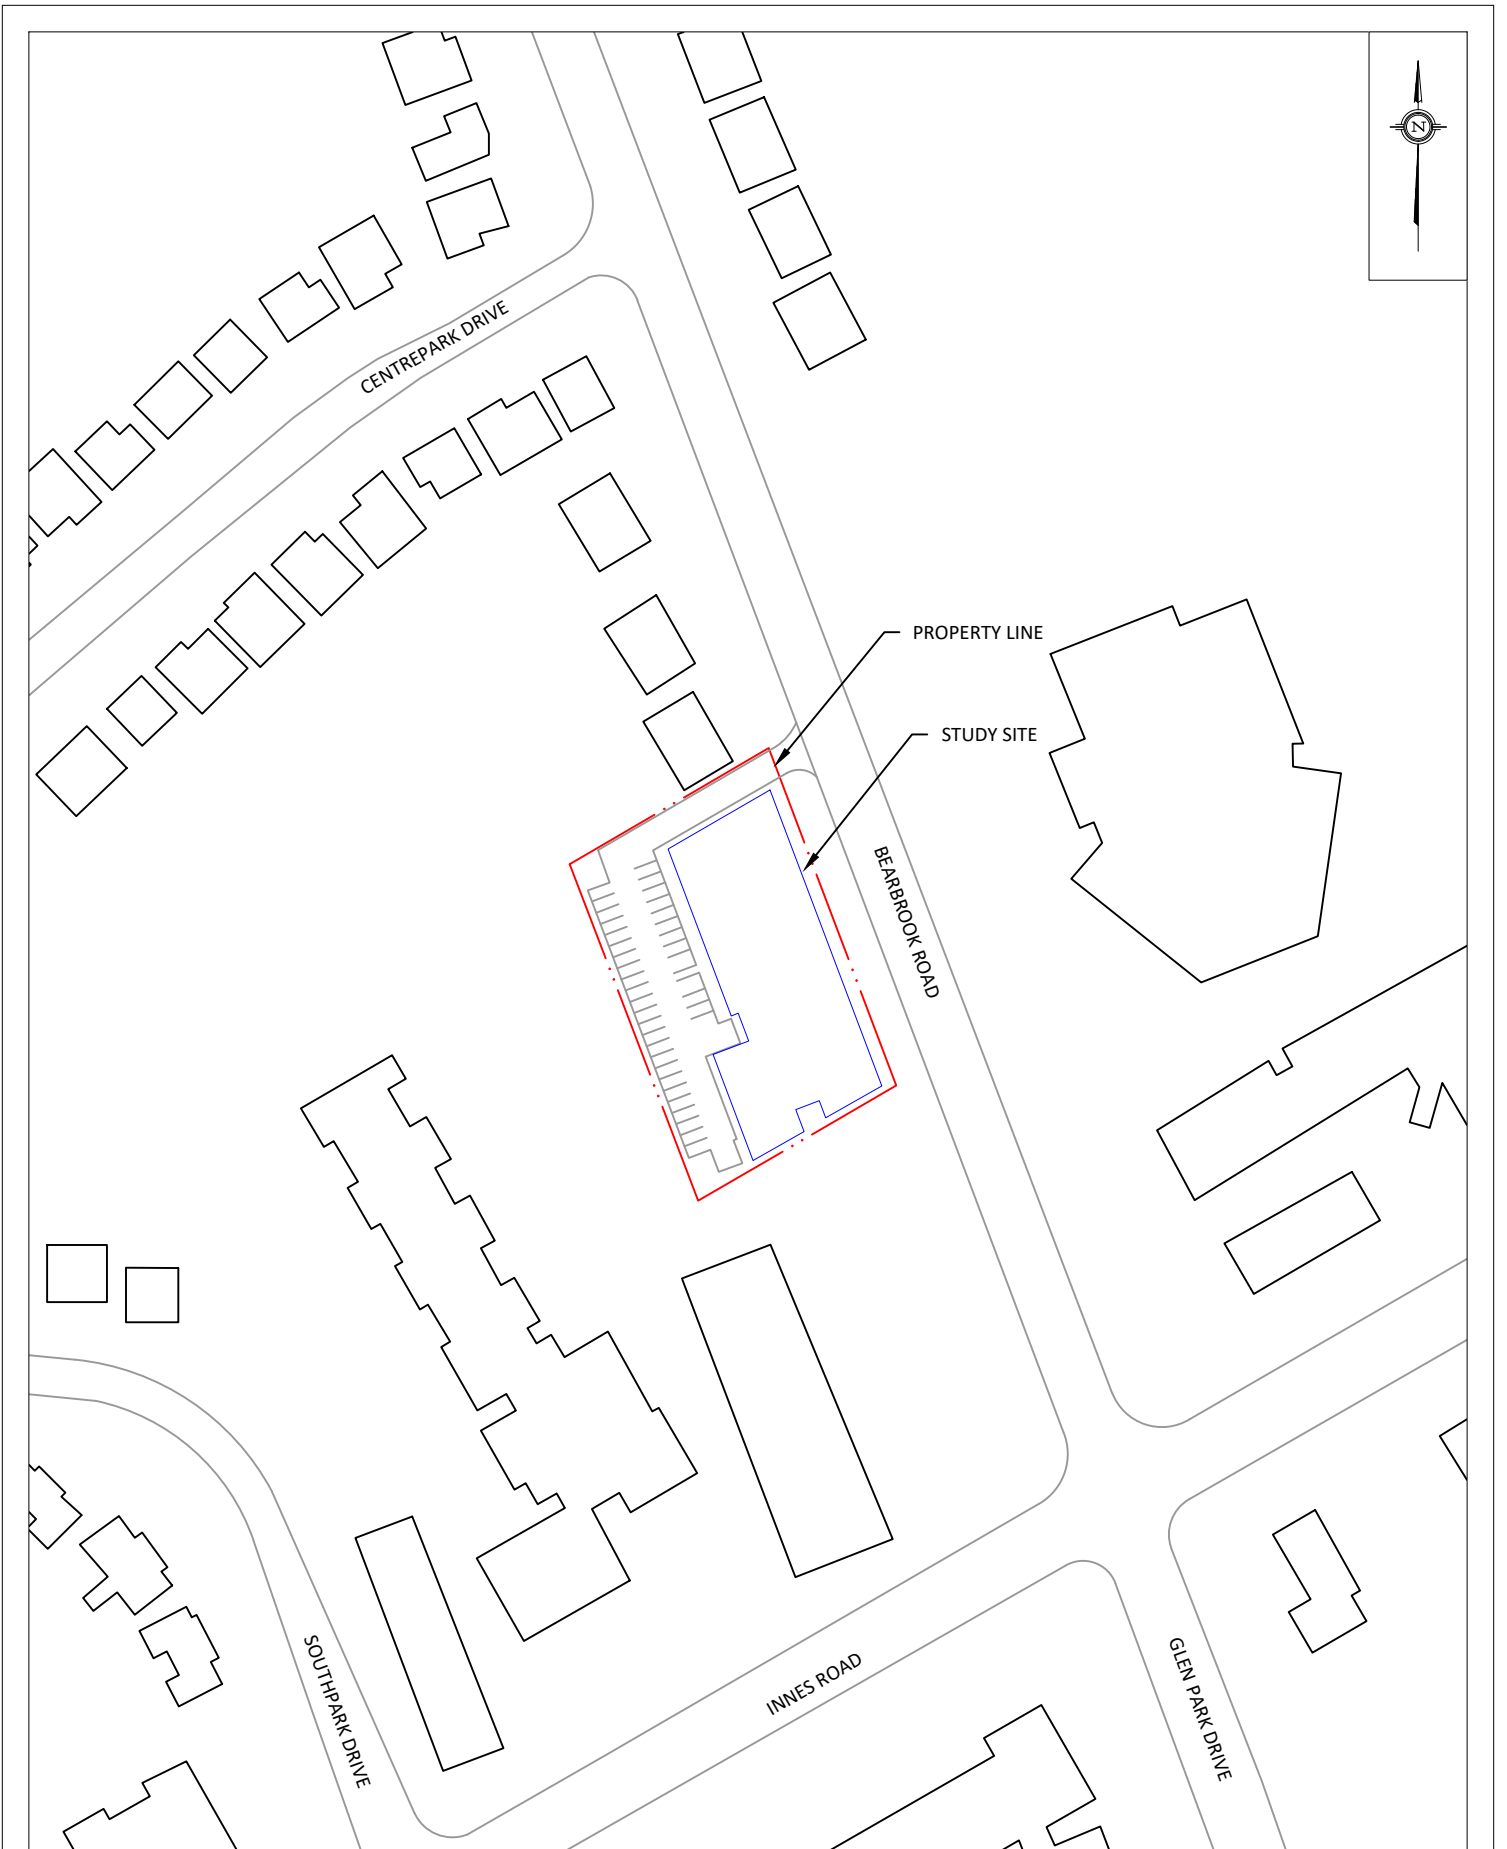 N
CENTREPARK DRIVE
PROPERTY LINE
STUDY SITE
BEARBROOK ROAD
SOUTHPARK DRIVE
INNES ROAD
GLEN PARK DRIVE